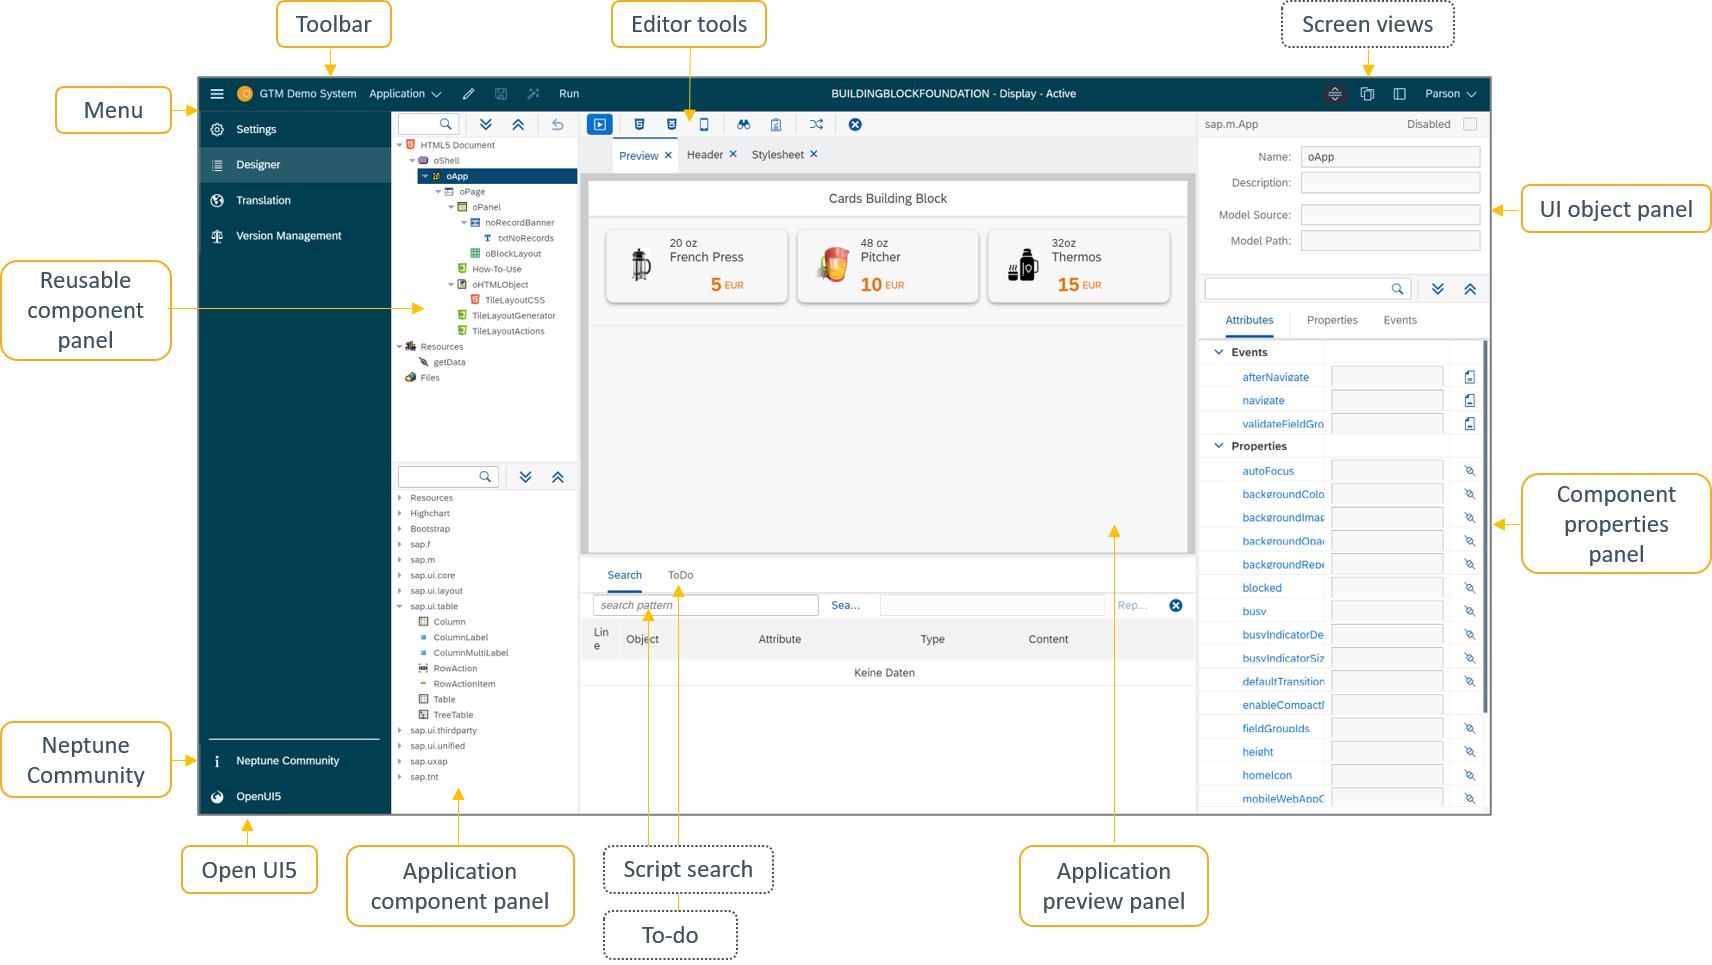 Toolbar
Editor tools
Screen views
Menu
GTM Demo System
Application
Run
BUILDINGBLOCKFOUNDATION - Display - Active
Parson
Settings
Designer
Translation
Version Management
HTML5 Document
oShell
oApp
oPage
oPanel
noRecordBanner
txtNoRecords
oBlockLayout
How-To-Use
oHTMLObject
TileLayoutCSS
TileLayoutGenerator
TileLayoutActions
Resources
getData
Files
Preview
Header
Stylesheet
Cards Building Block
20 oz
French Press
5 EUR
48 oz
Pitcher
10 EUR
32oz
Thermos
15 EUR
sap.m.App
Disabled
Name:
oApp
Description:
Model Source:
Model Path:
UI object panel
Reusable
component
panel
Attributes
Properties
Events
Events
afterNavigate
navigate
validateFieldGro
Properties
autoFocus
backgroundColo
backgroundImag
backgroundOpac
backgroundRepe
blocked
busy
busyIndicatorDe
busyIndicatorSiz
defaultTransition
enableCompactM
fieldGroupIds
height
homeIcon
mobileWebAppC
Component
properties
panel
Resources
Highchart
Bootstrap
sap.f
sap.m
sap.ui.core
sap.ui.layout
sap.ui.table
Column
ColumnLabel
ColumnMultiLabel
RowAction
RowActionItem
Table
TreeTable
sap.ui.thirdparty
sap.ui.unified
sap.uxap
sap.tnt
Search
ToDo
search pattern
Sea...
Rep...
Lin
e
Object
Attribute
Type
Content
Keine Daten
Neptune
Community
Neptune Community
OpenUI5
Open UI5
Application
component panel
Script search
To-do
Application
preview panel